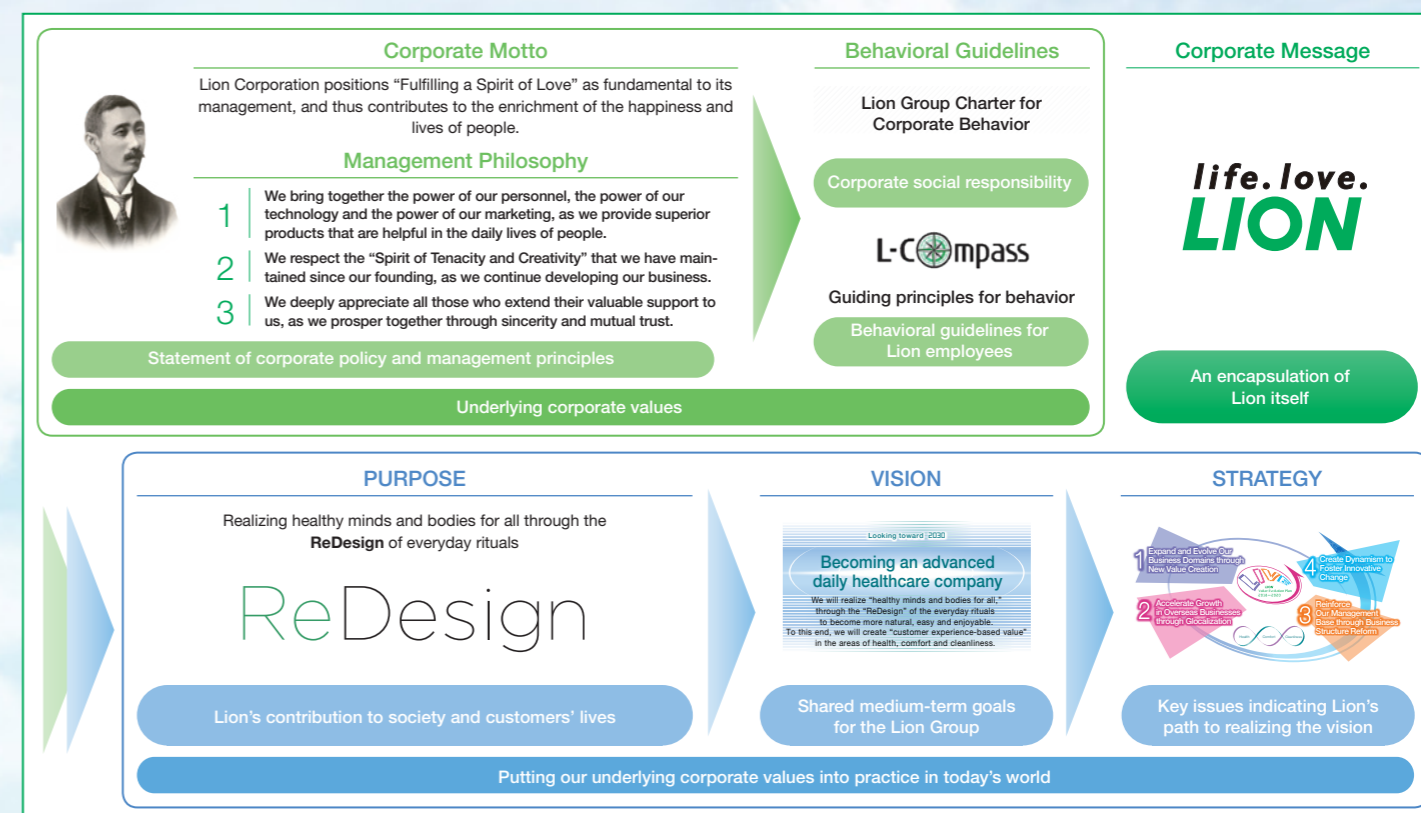 Corporate Motto
Lion Corporation positions “Fulfilling a Spirit of Love” as fundamental to its
management, and thus contributes to the enrichment of the happiness and
lives of people.
Management Philosophy
1
We bring together the power of our personnel, the power of our
technology and the power of our marketing, as we provide superior
products that are helpful in the daily lives of people.
2
We respect the “Spirit of Tenacity and Creativity” that we have main-
tained since our founding, as we continue developing our business.
3
We deeply appreciate all those who extend their valuable support to
us, as we prosper together through sincerity and mutual trust.
Statement of corporate policy and management principles
Behavioral Guidelines
Lion Group Charter for
Corporate Behavior
Corporate social responsibility
L-Compass
Guiding principles for behavior
Behavioral guidelines for
Lion employees
Underlying corporate values
Corporate Message
life.love.
LION
An encapsulation of
Lion itself
PURPOSE
Realizing healthy minds and bodies for all through the
ReDesign of everyday rituals
ReDesign
Lion’s contribution to society and customers’ lives
VISION
Looking toward 2030
Becoming an advanced
daily healthcare company
We will realize “healthy minds and bodies for all,”
through the “ReDesign” of the everyday rituals
to become more natural, easy and enjoyable.
To this end, we will create “customer experience-based value”
in the areas of health, comfort and cleanliness.
Shared medium-term goals
for the Lion Group
STRATEGY
1
Expand and Evolve Our
Business Domains through
New Value Creation
2
Accelerate Growth
in Overseas Businesses
through Glocalization
3
Reinforce
Our Management
Base through Business
Structure Reform
4
Create Dynamism to
Foster Innovative
Change
Key issues indicating Lion’s
path to realizing the vision
Putting our underlying corporate values into practice in today’s world